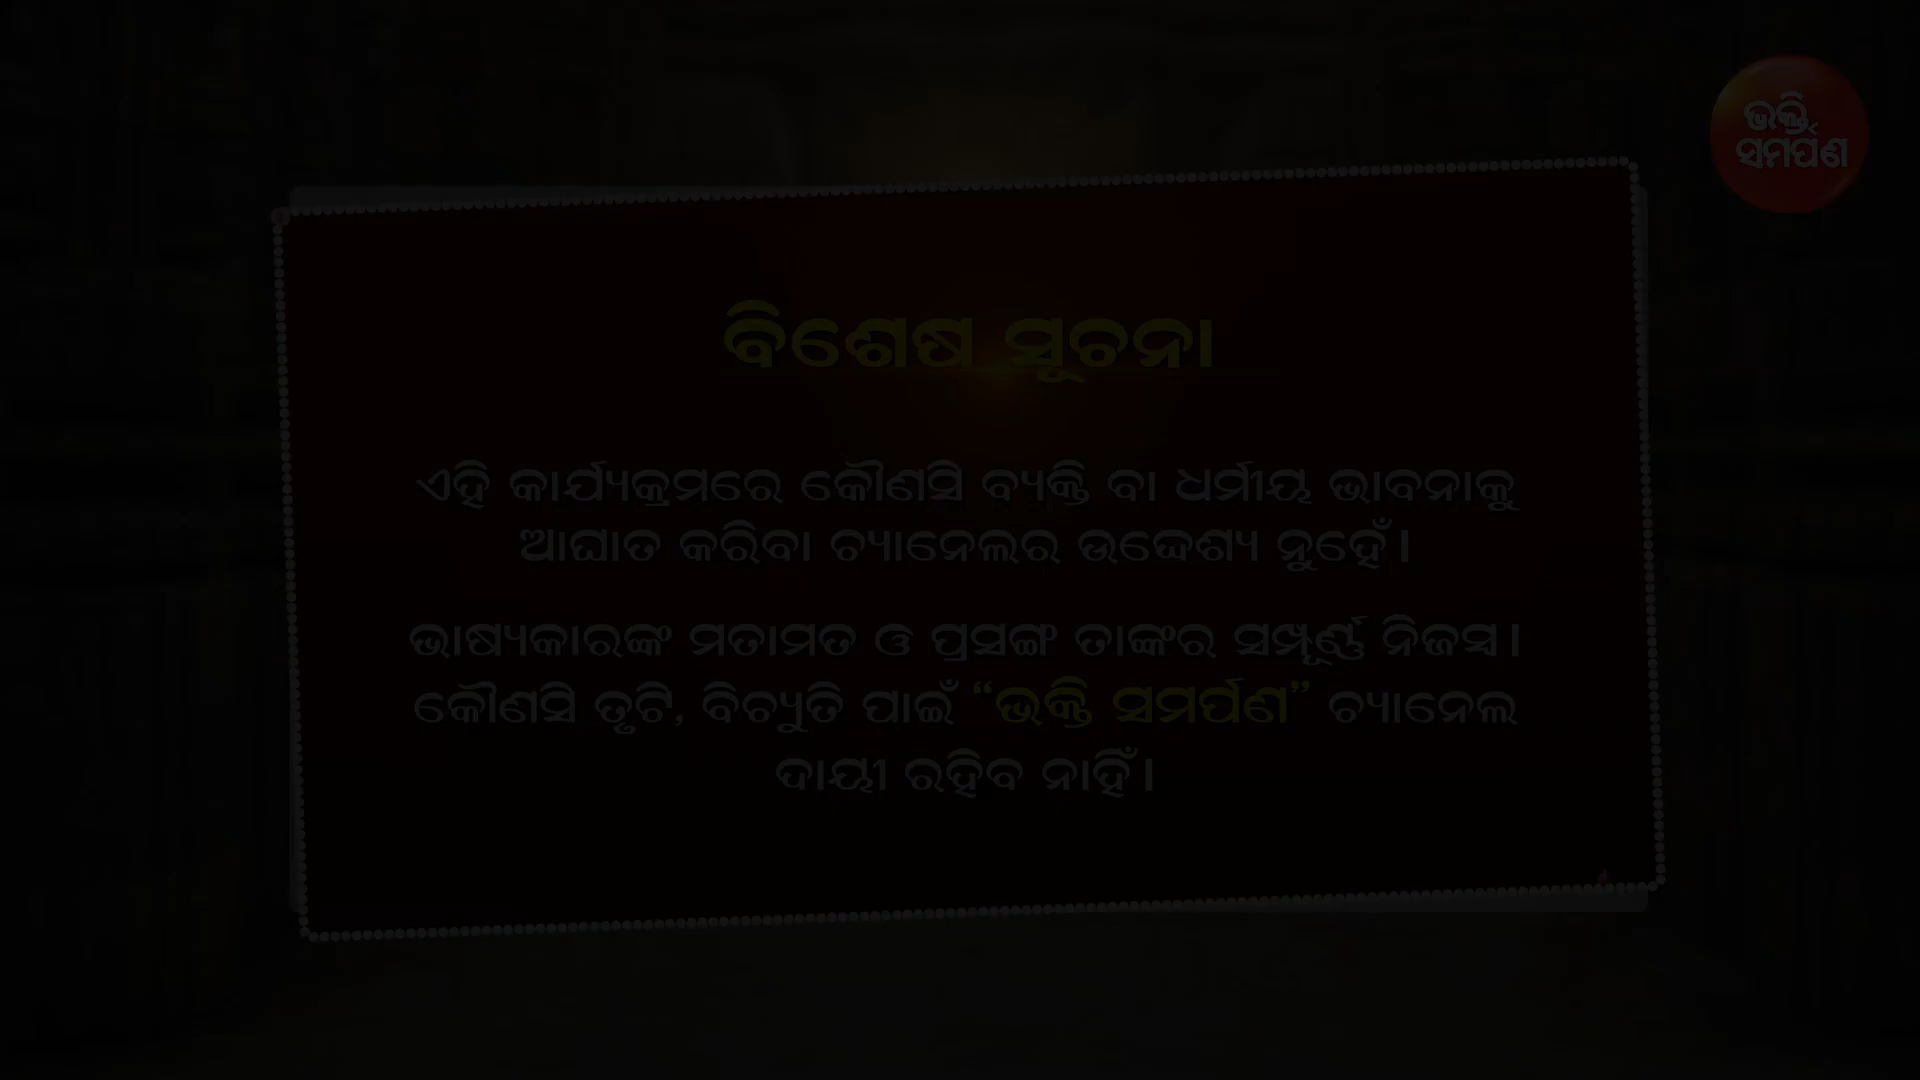 ଭକ୍ତି
ସମର୍ପଣ
ବିଶେଷ ସୂଚନା
ଏହି କାର୍ଯ୍ୟକ୍ରମରେ କୌଣସି ବ୍ୟକ୍ତି ବା ଧର୍ମୀୟ ଭାବନାକୁ
ଆଘାତ କରିବା ଚ୍ୟାନେଲର ଉଦ୍ଦେଶ୍ୟ ନୁହେଁ।
ଭାଷ୍ୟକାରଙ୍କ ମତାମତ ଓ ପ୍ରସଙ୍ଗ ତାଙ୍କର ସମ୍ପୂର୍ଣ୍ଣ ନିଜସ୍ୱ।
କୌଣସି ତୃଟି, ବିଚ୍ୟୁତି ପାଇଁ “ଭକ୍ତି ସମର୍ପଣ” ଚ୍ୟାନେଲ
ଦାୟୀ ରହିବ ନାହିଁ।